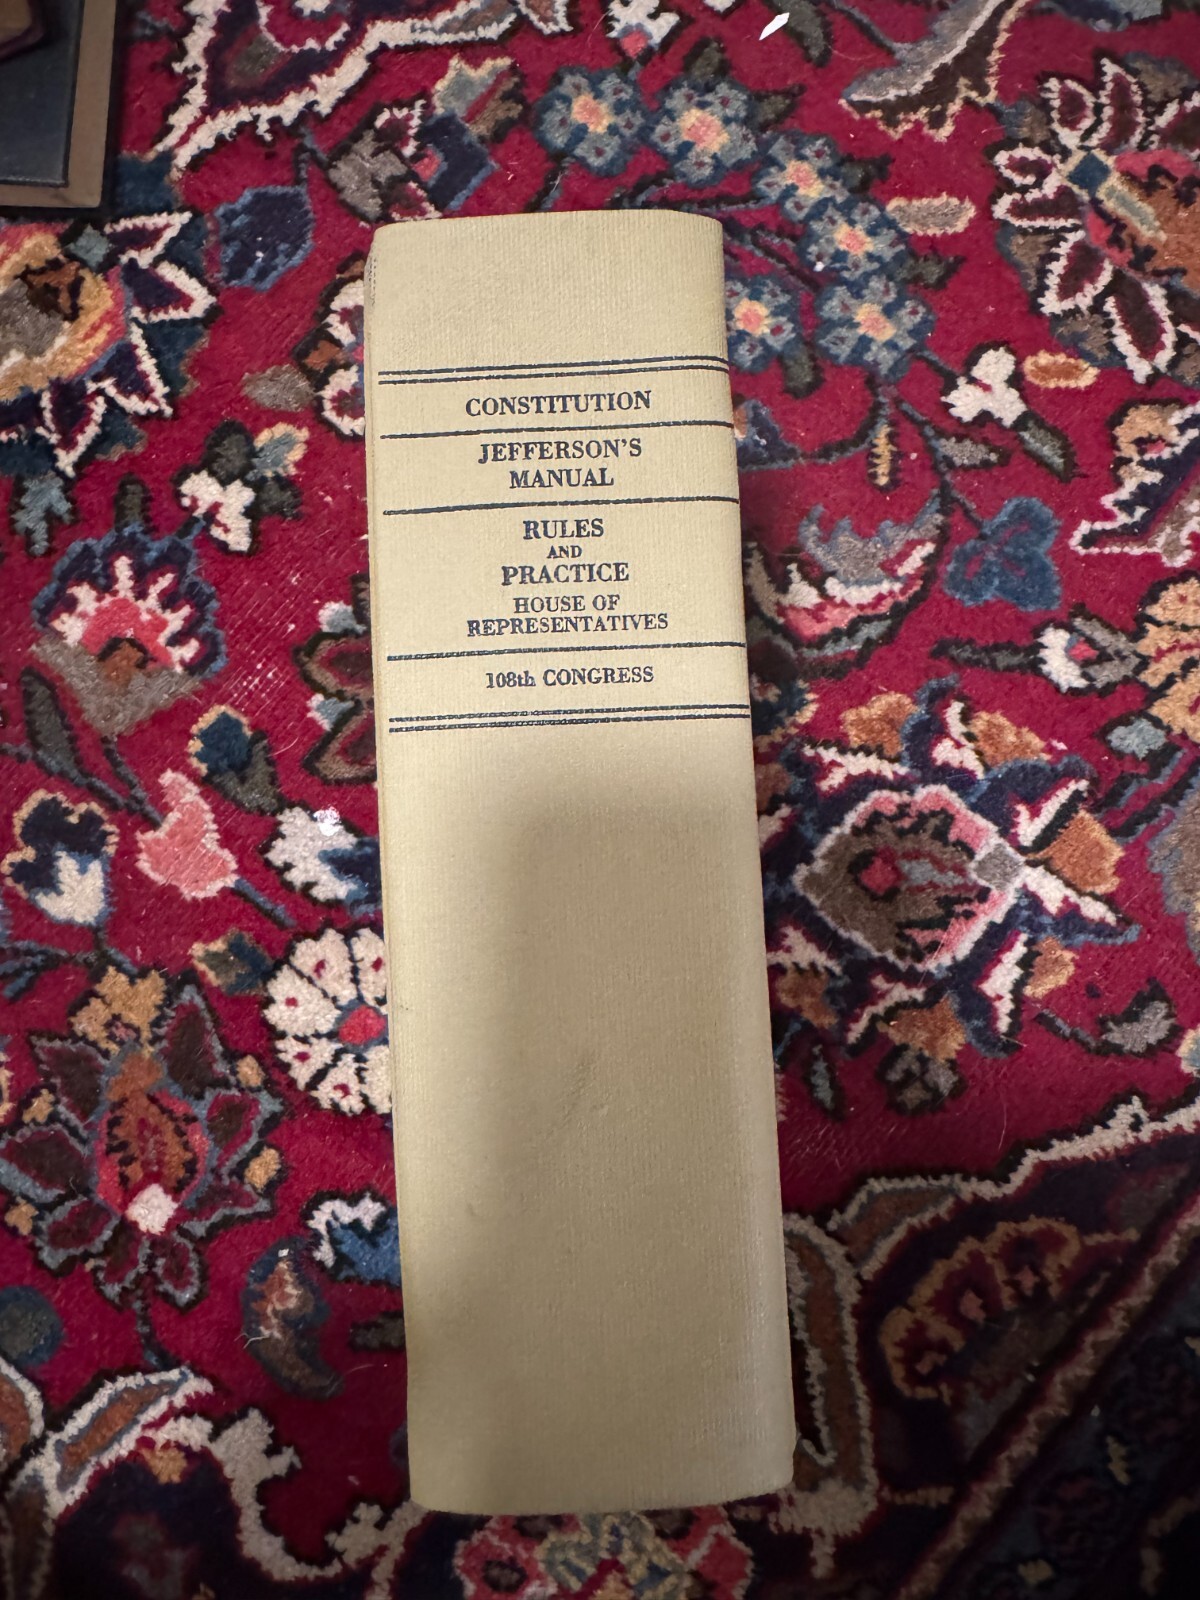 CONSTITUTION
JEFFERSON'S
MANUAL
RULES
AND
PRACTICE
HOUSE OF
REPRESENTATIVES
108th CONGRESS